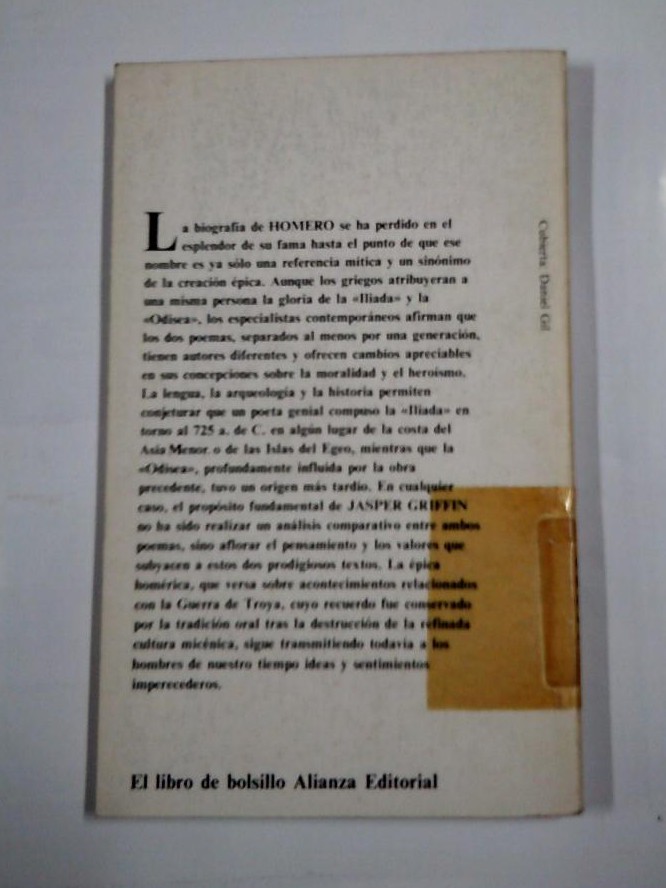 La biografía de HOMERO se ha perdido en el
esplendor de su fama hasta el punto de que ese
nombre es ya sólo una referencia mítica y un sinónimo
de la creación épica. Aunque los griegos atribuyeran a
una misma persona la gloria de la «Ilíada» y la
«Odisea», los especialistas contemporáneos afirman que
los dos poemas, separados al menos por una generación,
tienen autores diferentes y ofrecen cambios apreciables
en sus concepciones sobre la moralidad y el heroísmo.
La lengua, la arqueología y la historia permiten
conjeturar que un poeta genial compuso la «Ilíada» en
torno al 725 a. de C. en algún lugar de la costa del
Asia Menor o de las Islas del Egeo, mientras que la
«Odisea», profundamente influida por la obra
precedente, tuvo un origen más tardío. En cualquier
caso, el propósito fundamental de JASPER GRIFFIN
no ha sido realizar un análisis comparativo entre ambos
poemas, sino aflorar el pensamiento y los valores que
subyacen a estos dos prodigiosos textos. La épica
homérica, que versa sobre acontecimientos relacionados
con la Guerra de Troya, cuyo recuerdo fue conservado
por la tradición oral tras la destrucción de la refinada
cultura micénica, sigue transmitiendo todavía a los
hombres de nuestro tiempo ideas y sentimientos
imperecederos.
El libro de bolsillo Alianza Editorial
Cubierta Daniel Gil